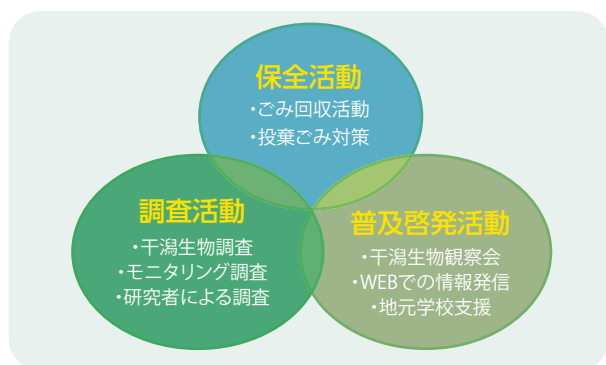 保全活動
・ごみ回収活動
・投棄ごみ対策
調査活動
・干潟生物調査
・モニタリング調査
・研究者による調査
普及啓発活動
・干潟生物観察会
・WEBでの情報発信
・地元学校支援